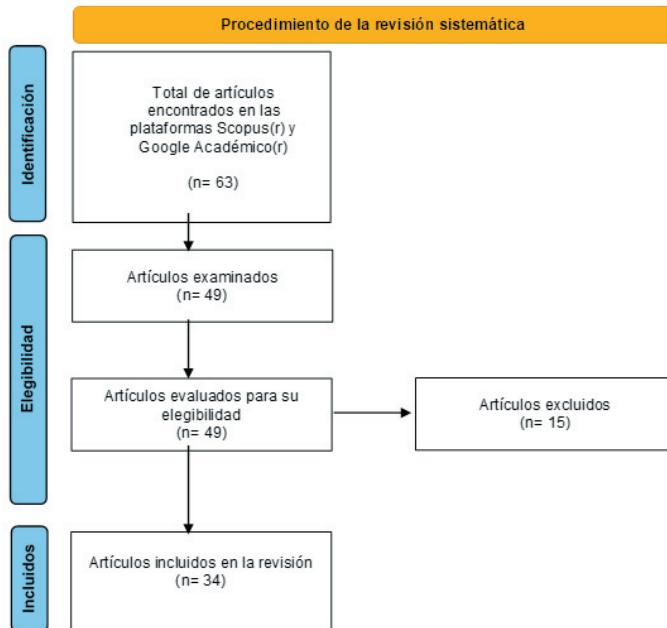 Procedimiento de la revisión sistemática
Identificación
Total de artículos
encontrados en las
plataformas Scopus(r) y
Google Académico(r)
(n= 63)
Elegibilidad
Artículos examinados
(n= 49)
Artículos evaluados para su
elegibilidad
(n= 49)
Artículos excluidos
(n= 15)
Incluidos
Artículos incluidos en la revisión
(n= 34)